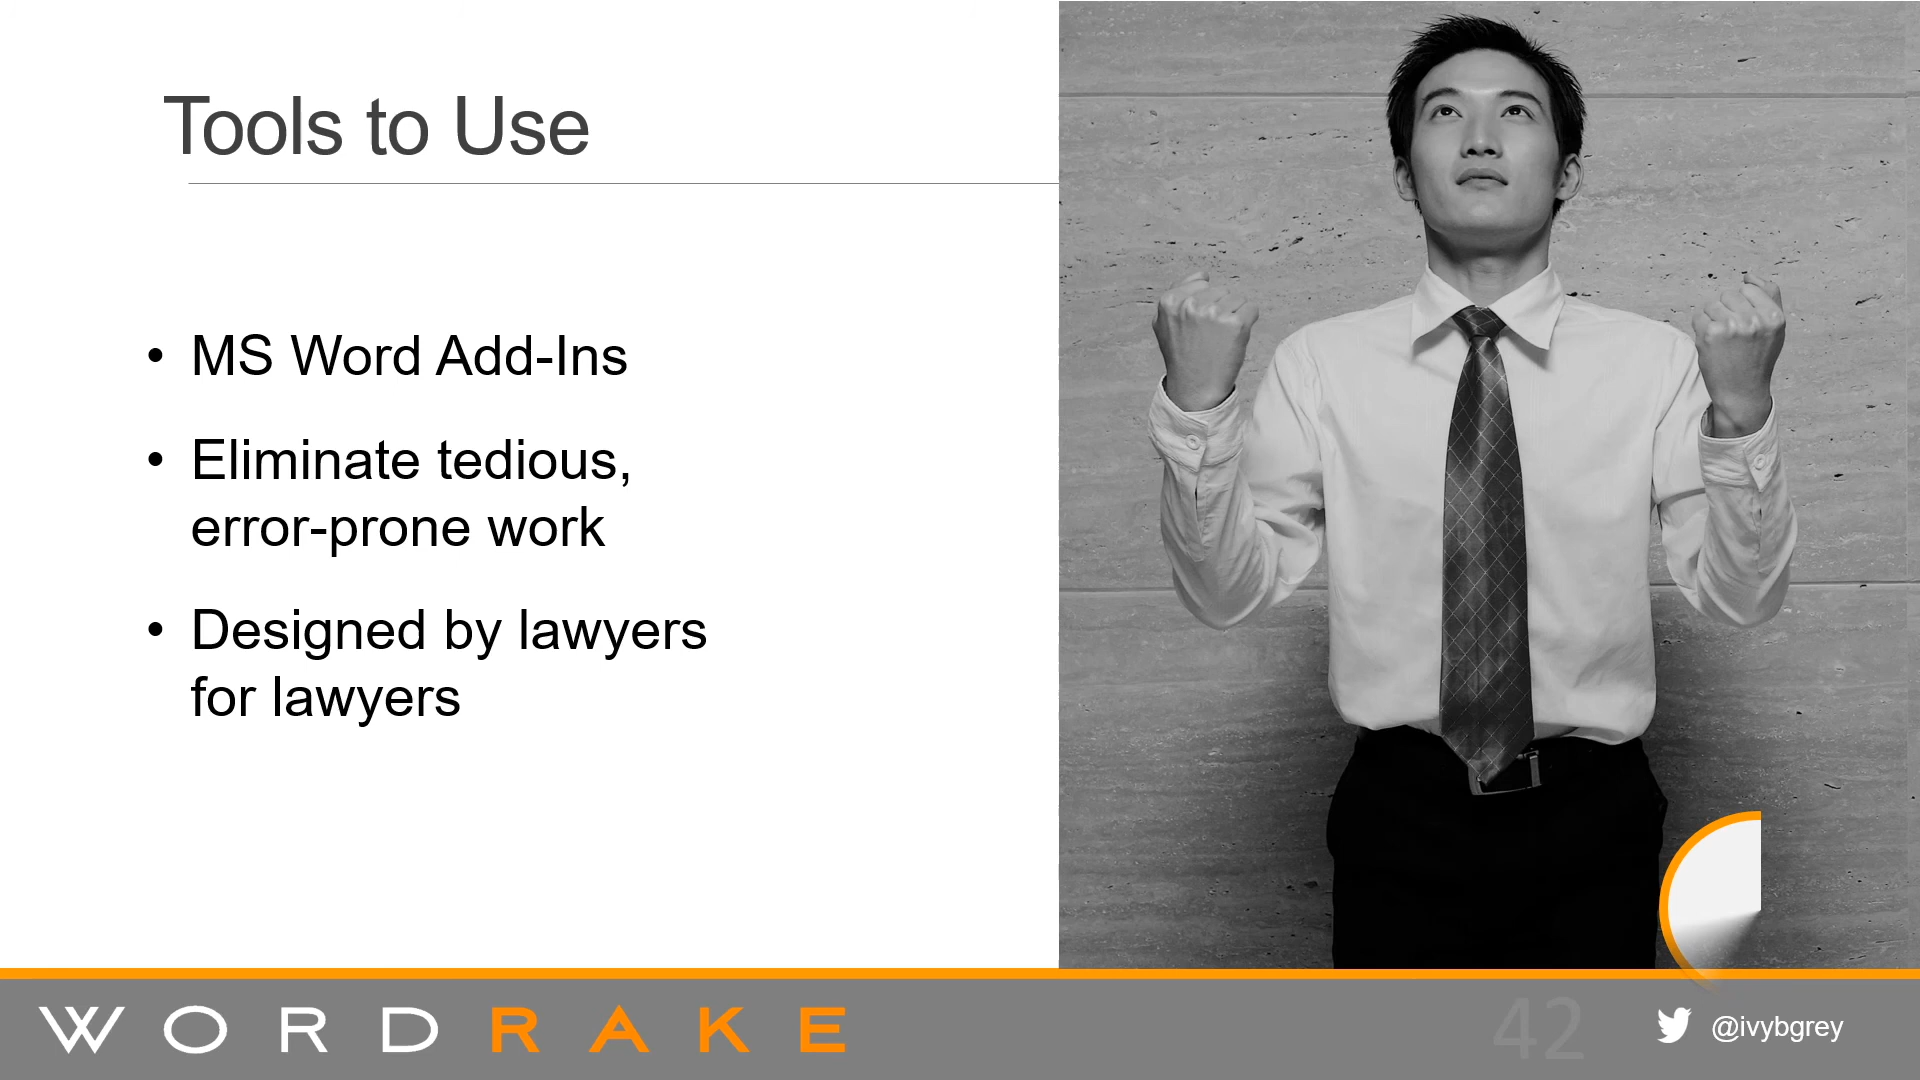 Tools to Use
• MS Word Add-Ins
• Eliminate tedious,
error-prone work
• Designed by lawyers
for lawyers
WORDRAKE
42
@ivybgrey